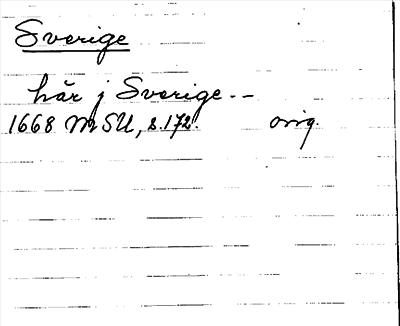 Sverige
här j Sverige --
1668 MSU, s. 172. orig.